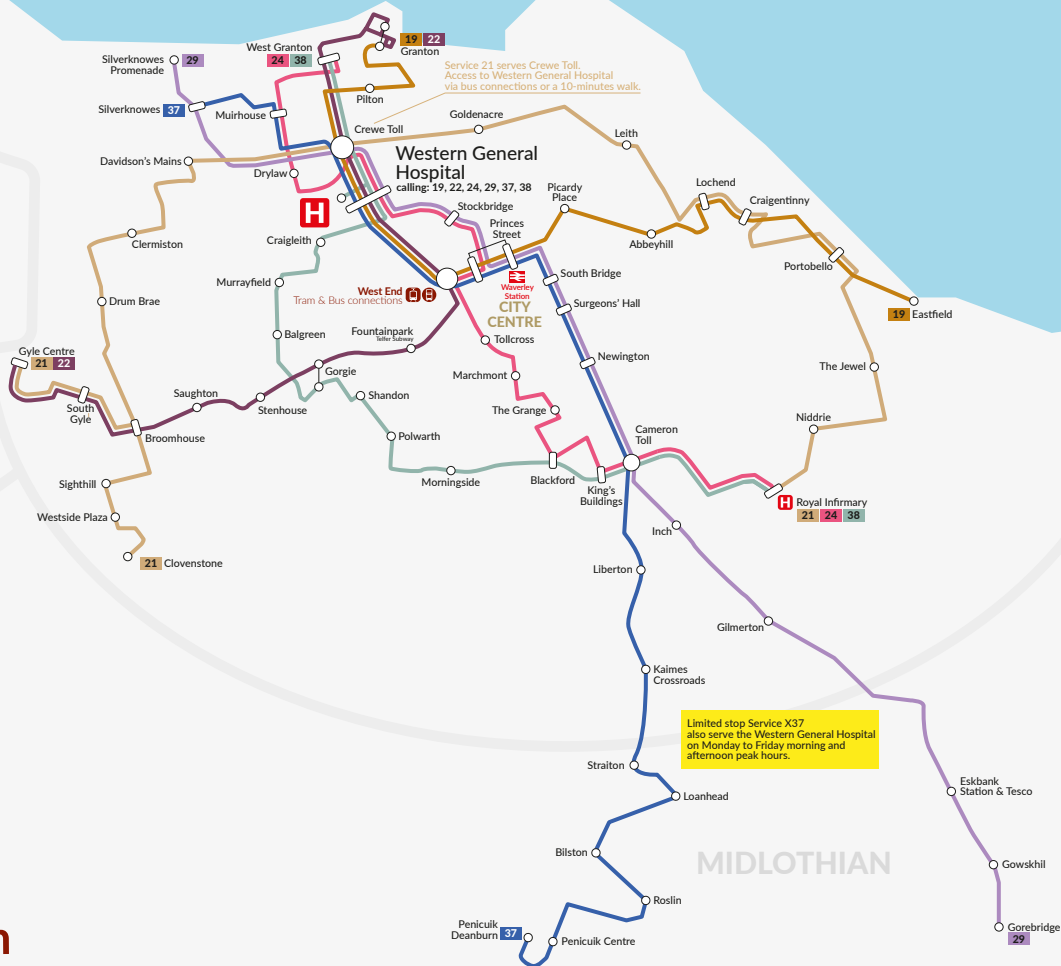 19 22
Granton
West Granton
24 38
Silverknowes
Promenade
29
Service 21 serves Crewe Toll.
Access to Western General Hospital
via bus connections or a 10-minutes walk.
Pilton
Silverknowes 37
Muirhouse
Goldenacre
Crewe Toll
Leith
Davidson's Mains
Western General
Hospital
calling: 19, 22, 24, 29, 37, 38
Drylaw
H
Lochend
Picardy
Place
Craigentinny
Stockbridge
Princes
Street
Clermiston
Craigleith
Abbeyhill
Portobello
Murrayfield
South Bridge
West End
Tram & Bus connections
Waverley
Station
CITY
CENTRE
Drum Brae
Surgeons' Hall
19 Eastfield
Balgreen
Fountainpark
Telfer Subway
Tollcross
Gyle Centre
21 22
Newington
Gorgie
Marchmont
The Jewel
Saughton
Stenhouse
Shandon
South
Gyle
The Grange
Niddrie
Broomhouse
Polwarth
Cameron
Toll
Sighthill
Morningside
Blackford
King's
Buildings
H
Royal Infirmary
21 24 38
Westside Plaza
Inch
21 Clovenstone
Liberton
Gilmerton
Kaimes
Crossroads
Limited stop Service X37
also serve the Western General Hospital
on Monday to Friday morning and
afternoon peak hours.
Straiton
Eskbank
Station & Tesco
Loanhead
Bilston
MIDLOTHIAN
Gowskhil
Roslin
Penicuik
Deanburn
37
Penicuik Centre
Gorebridge
29